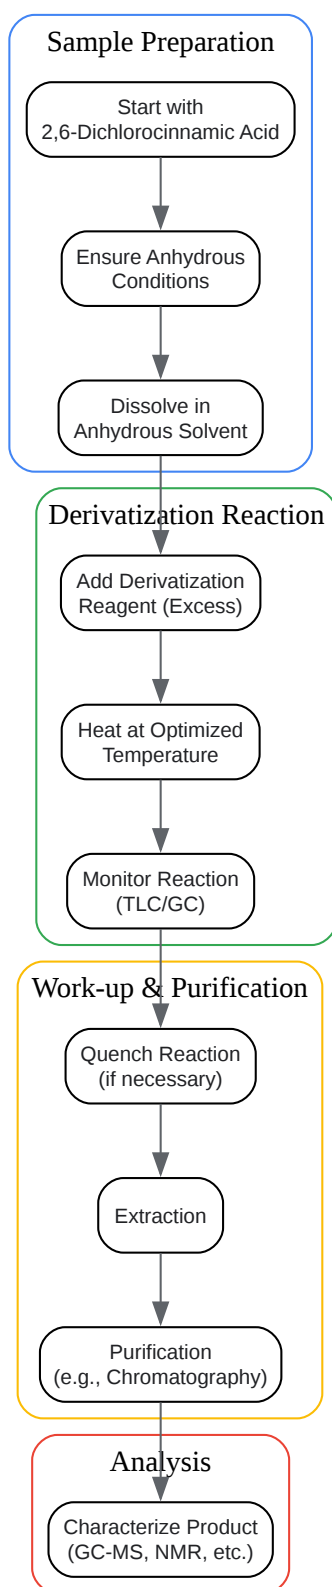 Sample Preparation
Start with
2,6-Dichlorocinnamic Acid
Ensure Anhydrous
Conditions
Dissolve in
Anhydrous Solvent
Derivatization Reaction
Add Derivatization
Reagent (Excess)
Heat at Optimized
Temperature
Monitor Reaction
(TLC/GC)
Work-up & Purification
Quench Reaction
(if necessary)
Extraction
Purification
(e.g., Chromatography)
Analysis
Characterize Product
(GC-MS, NMR, etc.)